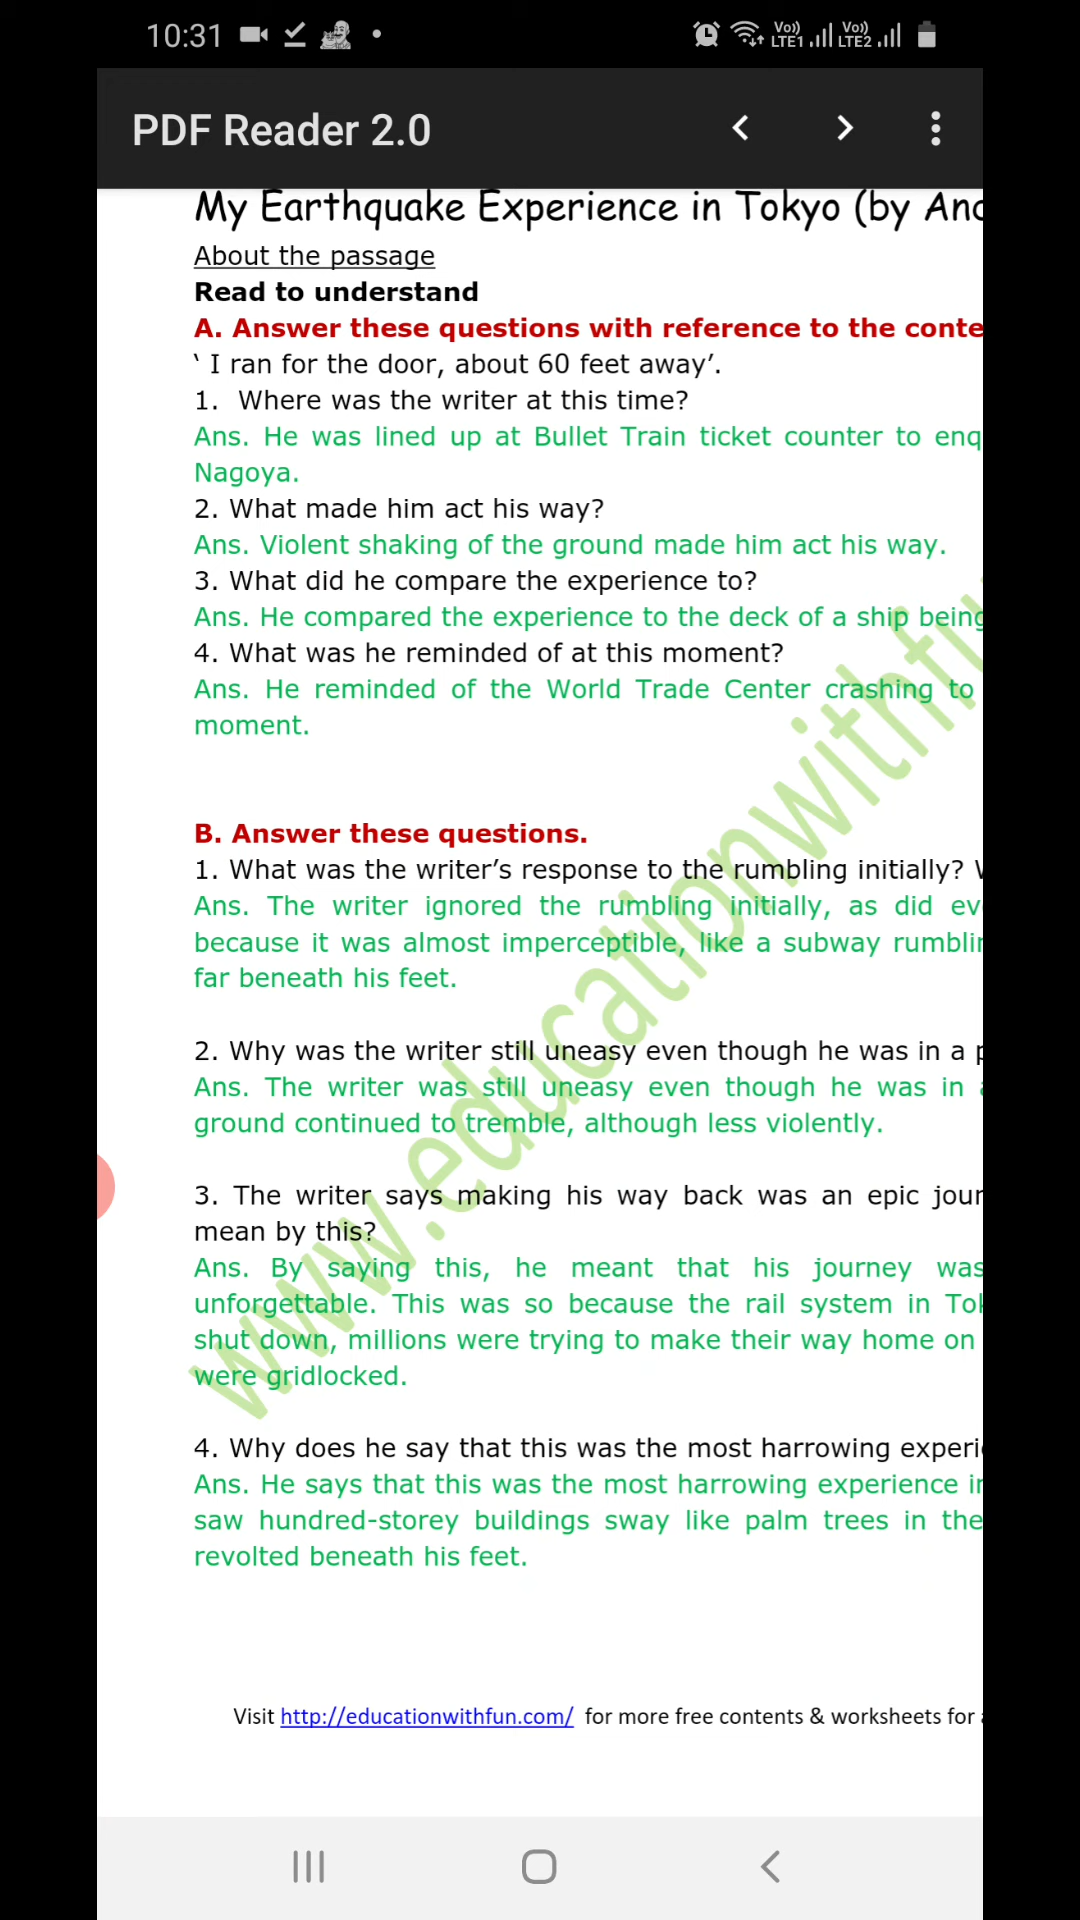 10:31
Vo)) LTE1 Vo)) LTE2
PDF Reader 2.0
My Earthquake Experience in Tokyo (by
About the passage
Read to understand
A. Answer these questions with reference to the
‘ I ran for the door, about 60 feet away’.
1. Where was the writer at this time?
Ans. He was lined up at Bullet Train ticket counter to
Nagoya.
2. What made him act his way?
Ans. Violent shaking of the ground made him act his way.
3. What did he compare the experience to?
Ans. He compared the experience to the deck of a ship being
4. What was he reminded of at this moment?
Ans. He reminded of the World Trade Center crashing to
moment.
B. Answer these questions.
1. What was the writer’s response to the rumbling initially?
Ans. The writer ignored the rumbling initially, as did
because it was almost imperceptible, like a subway
far beneath his feet.
2. Why was the writer still uneasy even though he was in a
Ans. The writer was still uneasy even though he was in
ground continued to tremble, although less violently.
3. The writer says making his way back was an epic
mean by this?
Ans. By saying this, he meant that his journey was
unforgettable. This was so because the rail system in
shut down, millions were trying to make their way home on
were gridlocked.
4. Why does he say that this was the most harrowing
Ans. He says that this was the most harrowing experience
saw hundred-storey buildings sway like palm trees in the
revolted beneath his feet.
www.educationwithfu
Visit http://educationwithfun.com/ for more free contents & worksheets for